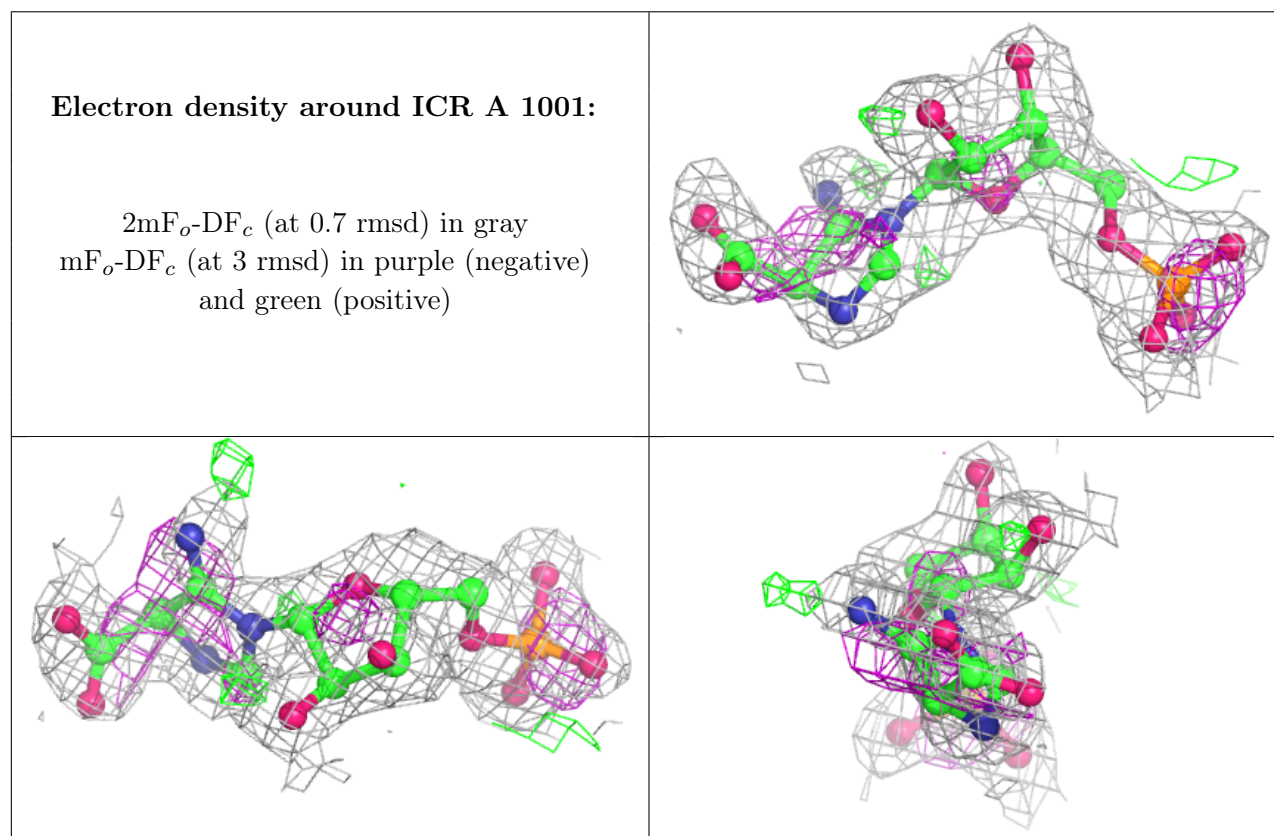 Electron density around ICR A 1001:
2mFₒ-DF𝒸 (at 0.7 rmsd) in gray
mFₒ-DF𝒸 (at 3 rmsd) in purple (negative)
and green (positive)